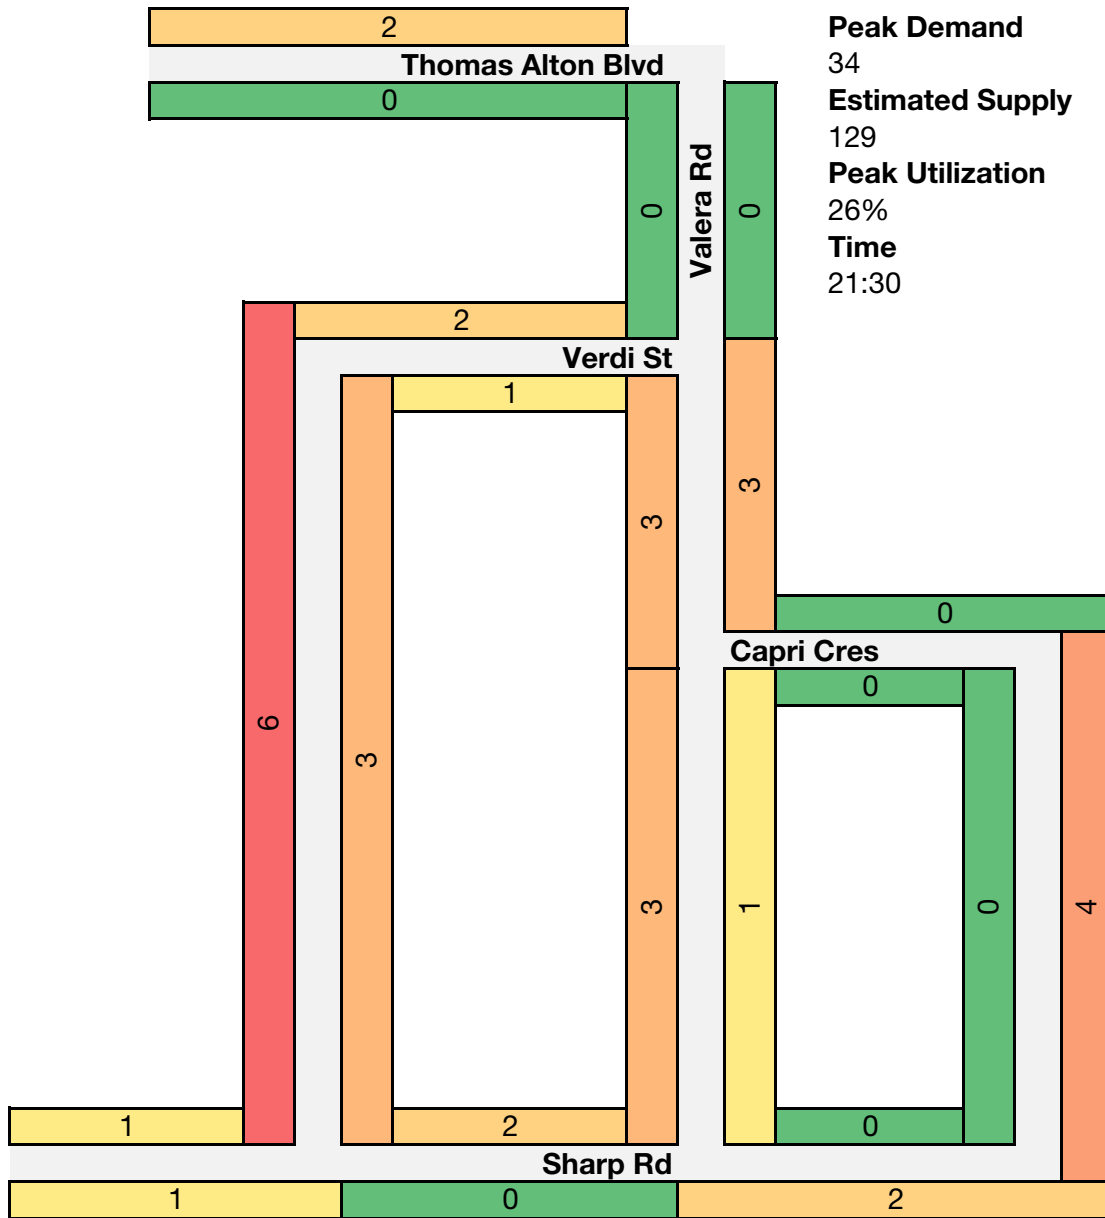 2
Thomas Alton Blvd
0
0
Valera Rd
0
Peak Demand
34
Estimated Supply
129
Peak Utilization
26%
Time
21:30
2
Verdi St
1
3
3
0
Capri Cres
0
6
3
3
1
0
4
1
2
0
Sharp Rd
1
0
2